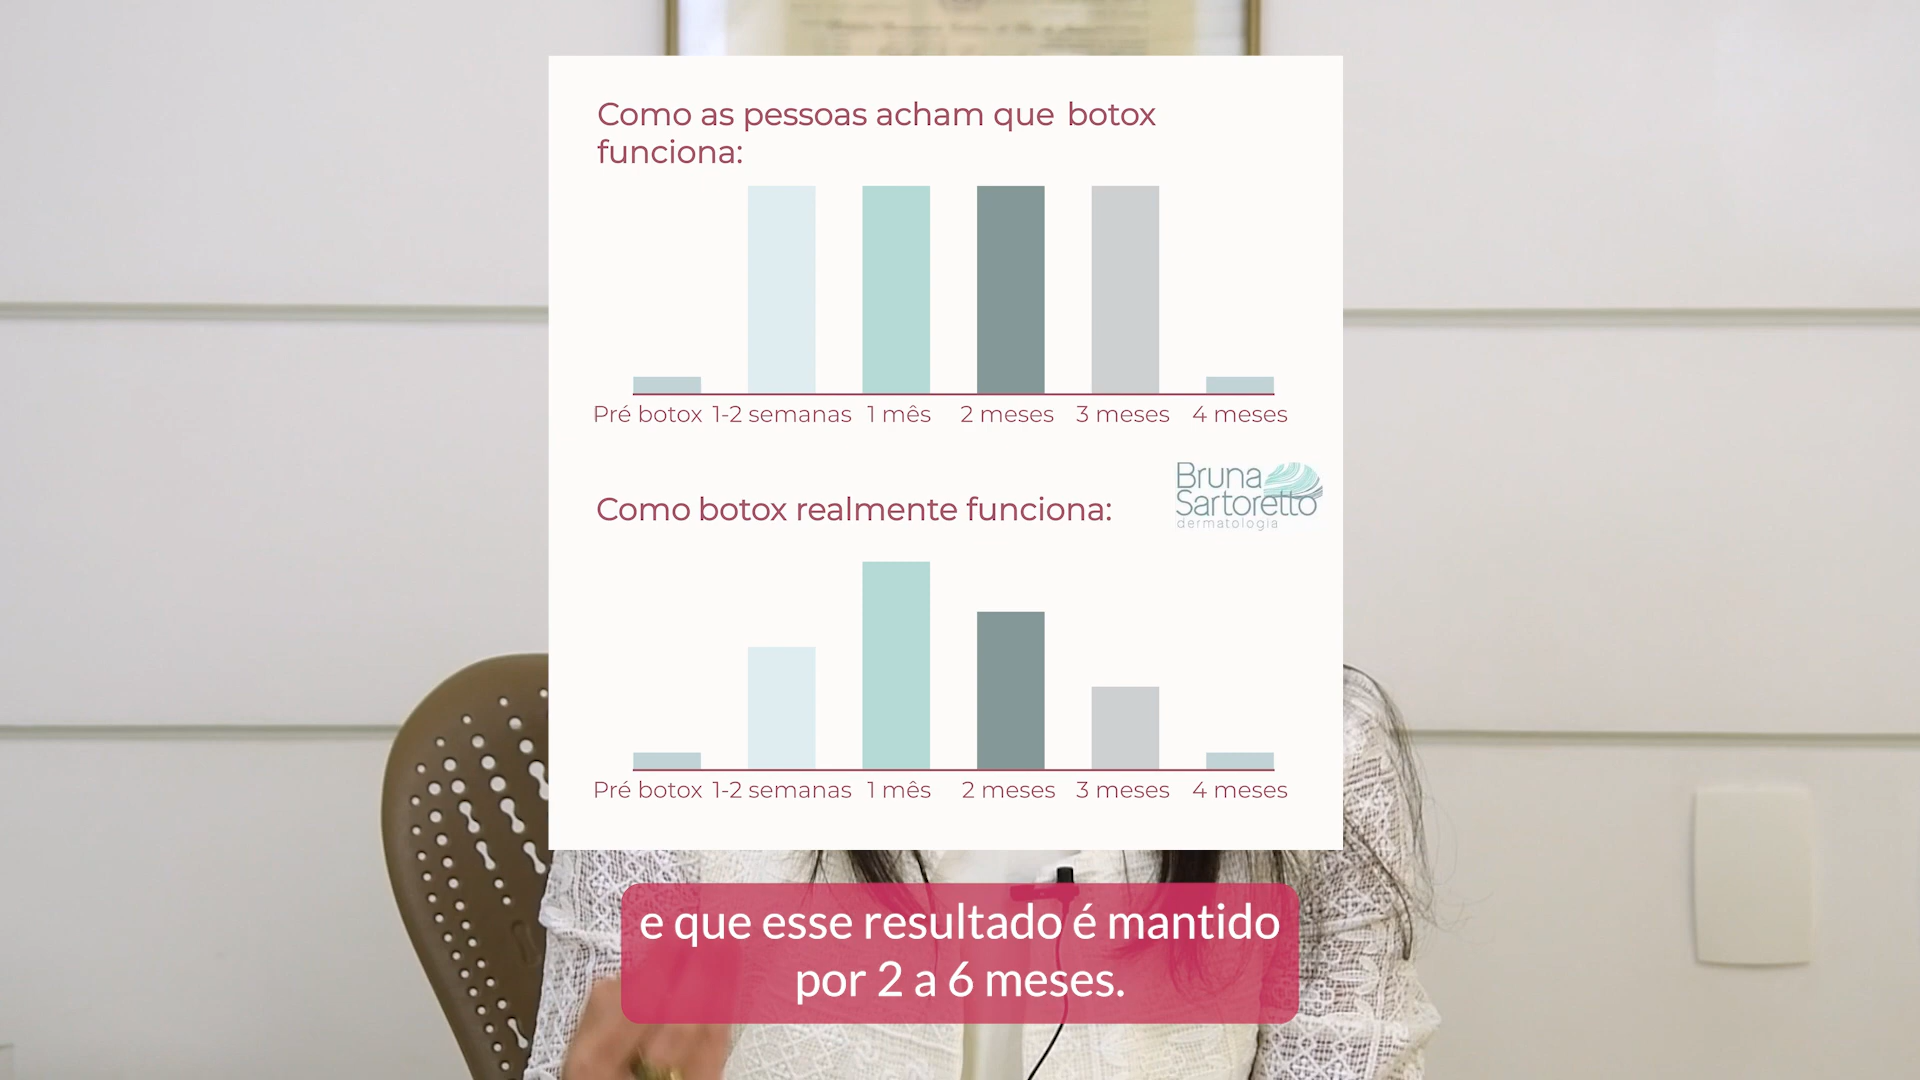 Como as pessoas acham que botox
funciona:
Pré botox 1-2 semanas 1 mês 2 meses 3 meses 4 meses
Bruna
Sartoretto
dermatologia
Como botox realmente funciona:
Pré botox 1-2 semanas 1 mês 2 meses 3 meses 4 meses
e que esse resultado é mantido
por 2 a 6 meses.